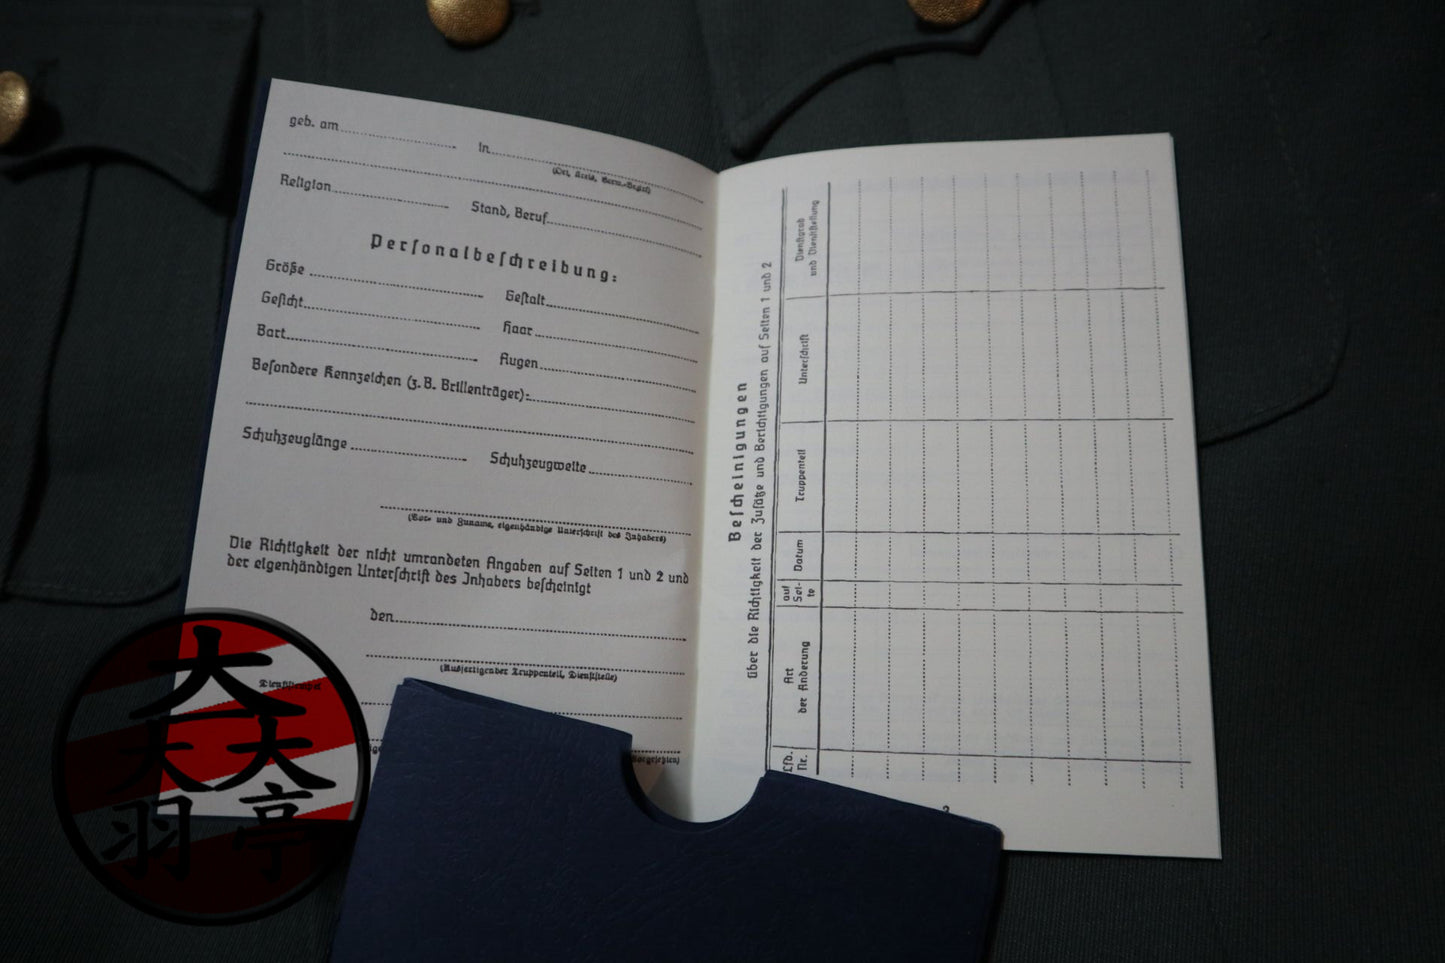 geb. am
in
(Ort, Kreis, Verw.-Bezirk)
Religion
Stand, Beruf
Personalbeſchreibung:
Größe
Geſtalt
Geſicht
Haar
Bart
Augen
Beſondere Kennzeichen (z. B. Brillenträger):
Schuhzeuglänge
Schuhzeugweite
(Vor- und Zuname, eigenhändige Unterſchrift des Inhabers)
Die Richtigkeit der nicht umrandeten Angaben auf Seiten 1 und 2 und
der eigenhändigen Unterſchrift des Inhabers beſcheinigt
den
(Ausfertigender Truppenteil, Dienſtſtelle)
Dienſtſtempel
Beſcheinigungen
über die Richtigkeit der Zuſätze und Berichtigungen auf Seiten 1 und 2
Lfd. Nr.
Art der Änderung
auf Sei- te
Datum
Truppenteil
Unterſchrift
Dienſtgrad und Dienſtſtellung
大
大大
羽亭